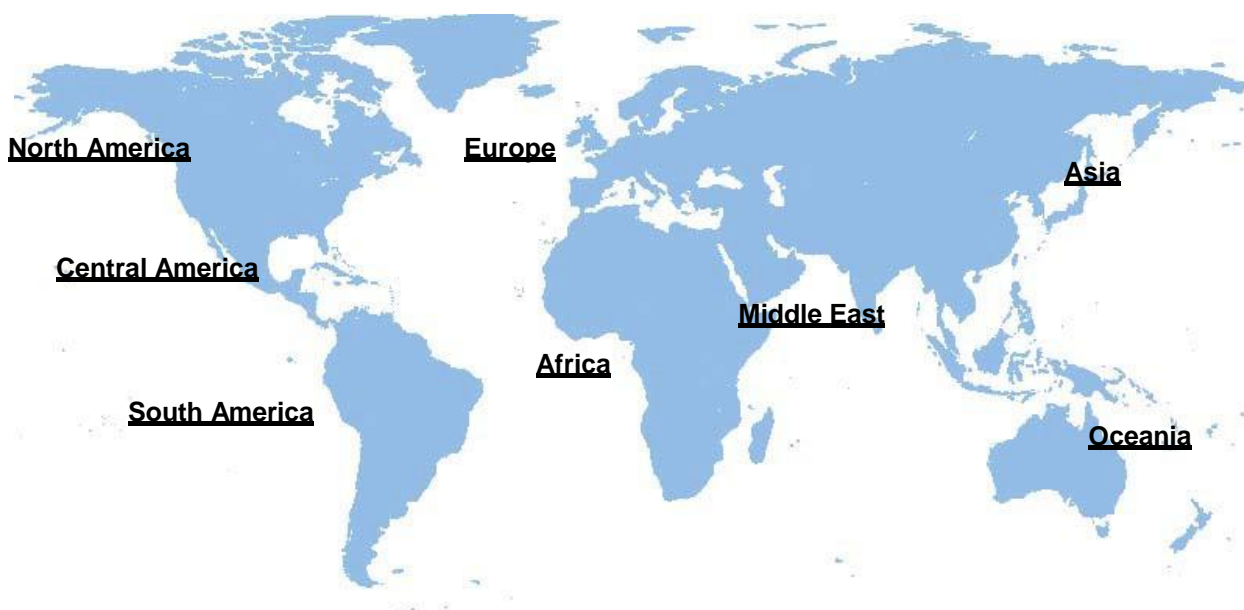 North America
Europe
Asia
Central America
Middle East
Africa
South America
Oceania